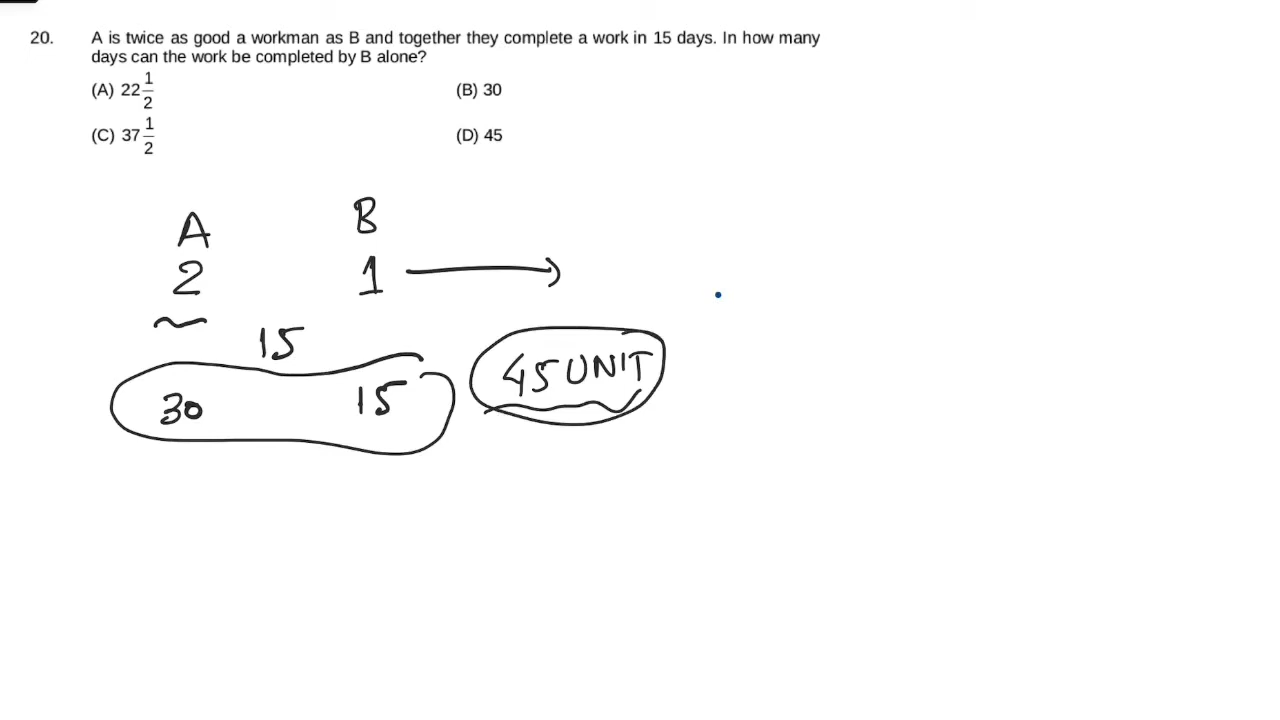 20. A is twice as good a workman as B and together they complete a work in 15 days. In how many
days can the work be completed by B alone?
(A) 22 1/2 (B) 30
(C) 37 1/2 (D) 45
A B
2 1
15
30 15 45 UNIT